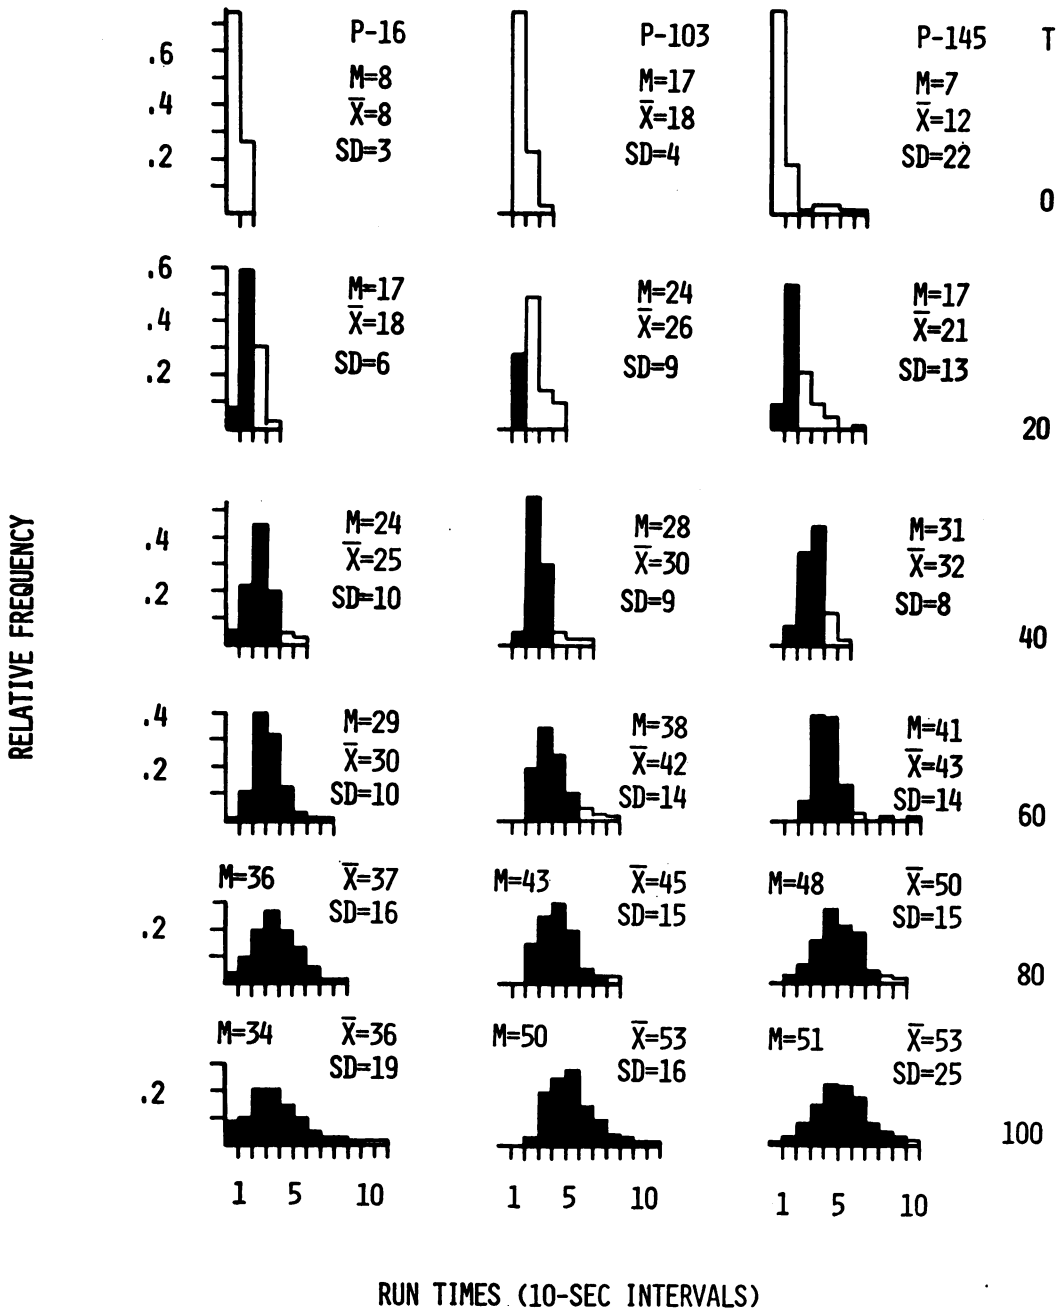 P-16 P-103 P-145 T
.6 M=8 M=17 M=7
.4 X̅=8 X̅=18 X̅=12
.2 SD=3 SD=4 SD=22
0
.6 M=17 M=24 M=17
.4 X̅=18 X̅=26 X̅=21
.2 SD=6 SD=9 SD=13
20
.4 M=24 M=28 M=31
X̅=25 X̅=30 X̅=32
.2 SD=10 SD=9 SD=8
40
RELATIVE FREQUENCY
.4 M=29 M=38 M=41
.2 X̅=30 X̅=42 X̅=43
SD=10 SD=14 SD=14
60
M=36 X̅=37 M=43 X̅=45 M=48 X̅=50
.2 SD=16 SD=15 SD=15
80
M=34 X̅=36 M=50 X̅=53 M=51 X̅=53
.2 SD=19 SD=16 SD=25
100
1 5 10 1 5 10 1 5 10
RUN TIMES (10-SEC INTERVALS)